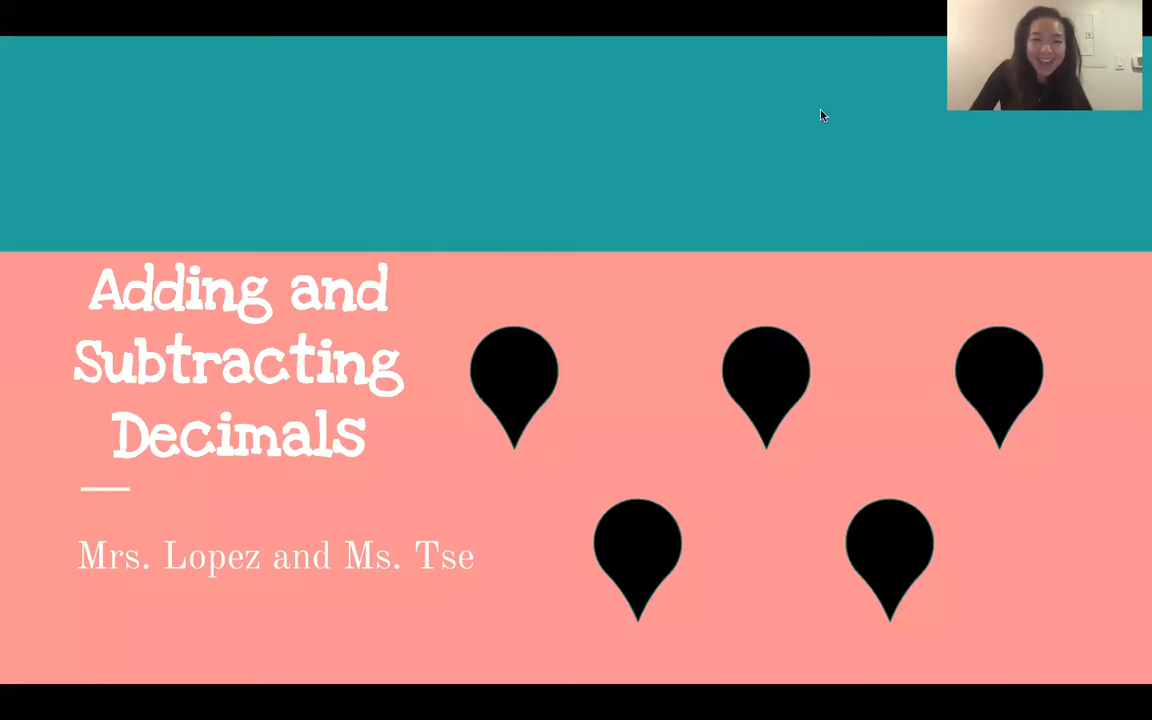 Adding and
Subtracting
Decimals
Mrs. Lopez and Ms. Tse